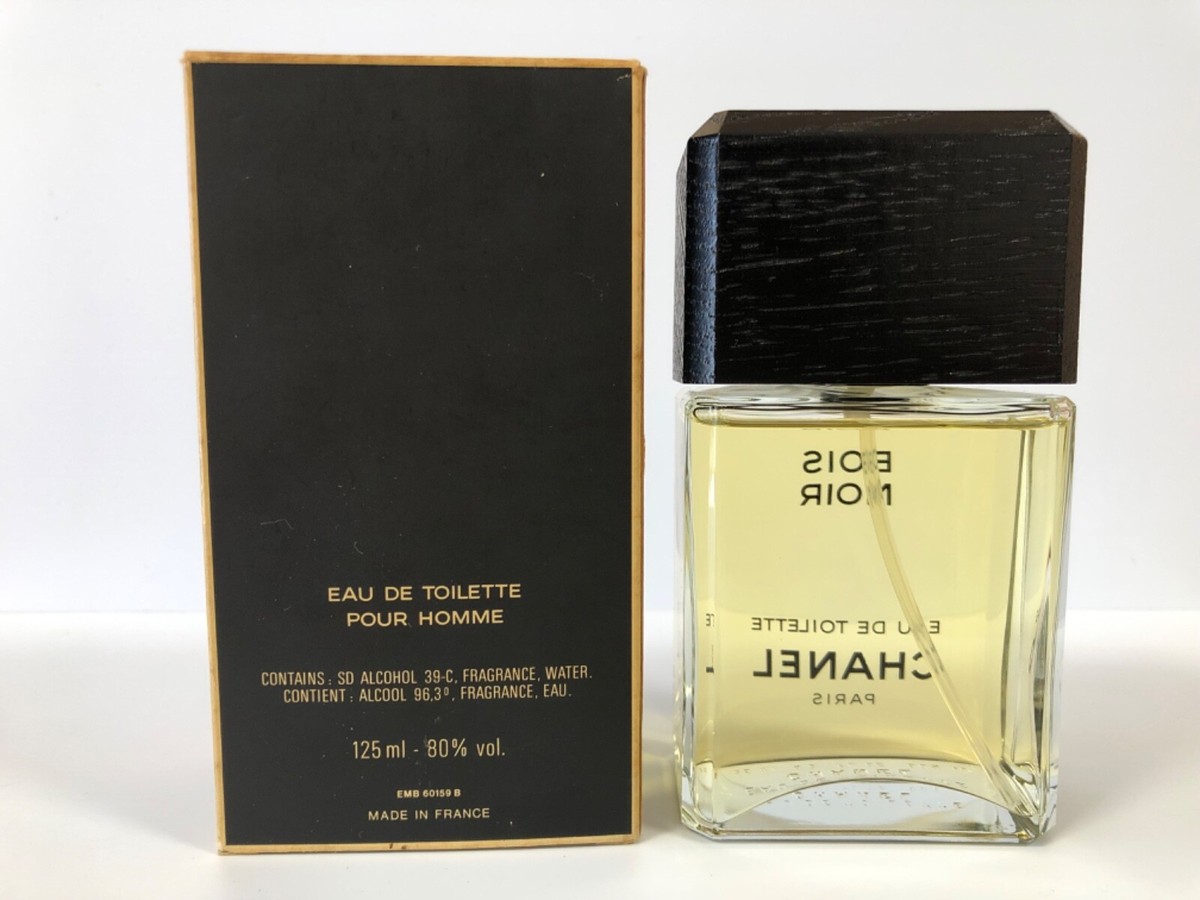 EAU DE TOILETTE
POUR HOMME
CONTAINS : SD ALCOHOL 39-C, FRAGRANCE, WATER.
CONTIENT : ALCOOL 96,3º, FRAGRANCE, EAU.
125 ml - 80% vol.
EMB 60159 B
MADE IN FRANCE
BOIS
NOIR
EAU DE TOILETTE
CHANEL
PARIS